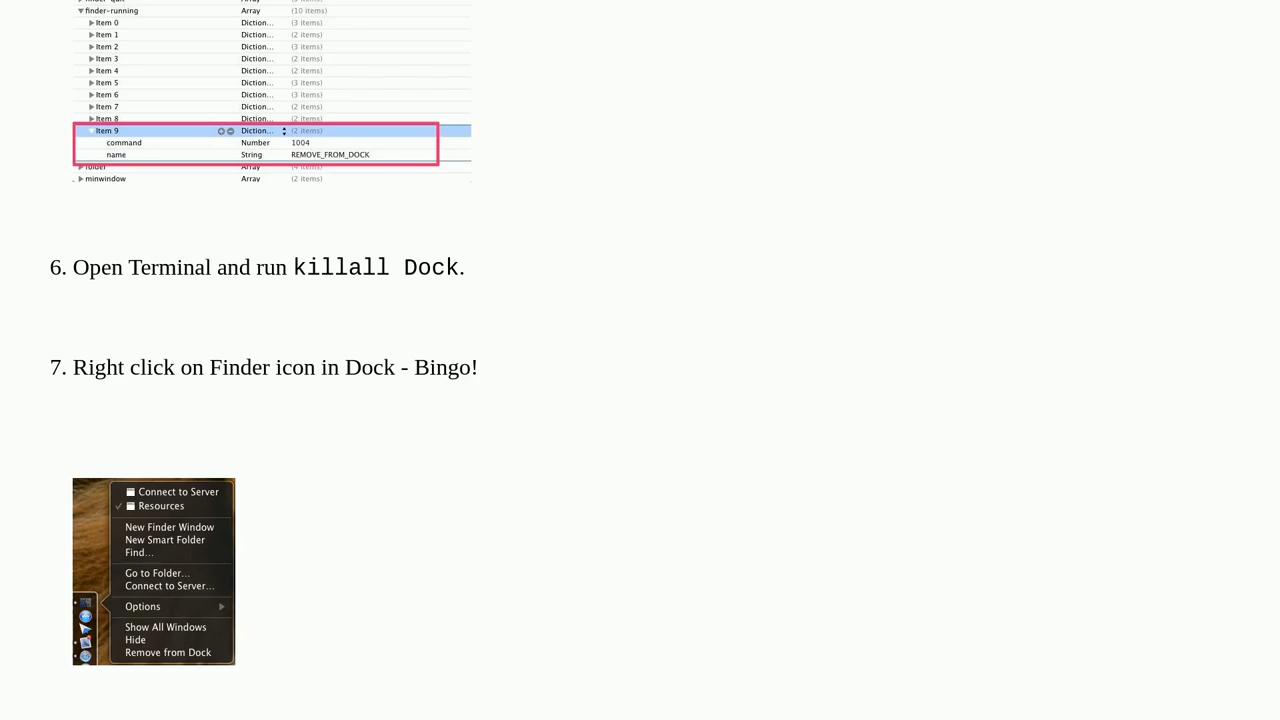 finder-running Array (10 items)
Item 0 Diction... (3 items)
Item 1 Diction... (2 items)
Item 2 Diction... (3 items)
Item 3 Diction... (2 items)
Item 4 Diction... (2 items)
Item 5 Diction... (3 items)
Item 6 Diction... (3 items)
Item 7 Diction... (2 items)
Item 8 Diction... (2 items)
Item 9 Diction... (2 items)
command Number 1004
name String REMOVE_FROM_DOCK
folder Array (4 items)
minwindow Array (2 items)
6. Open Terminal and run killall Dock.
7. Right click on Finder icon in Dock - Bingo!
Connect to Server
Resources
New Finder Window
New Smart Folder
Find...
Go to Folder...
Connect to Server...
Options
Show All Windows
Hide
Remove from Dock